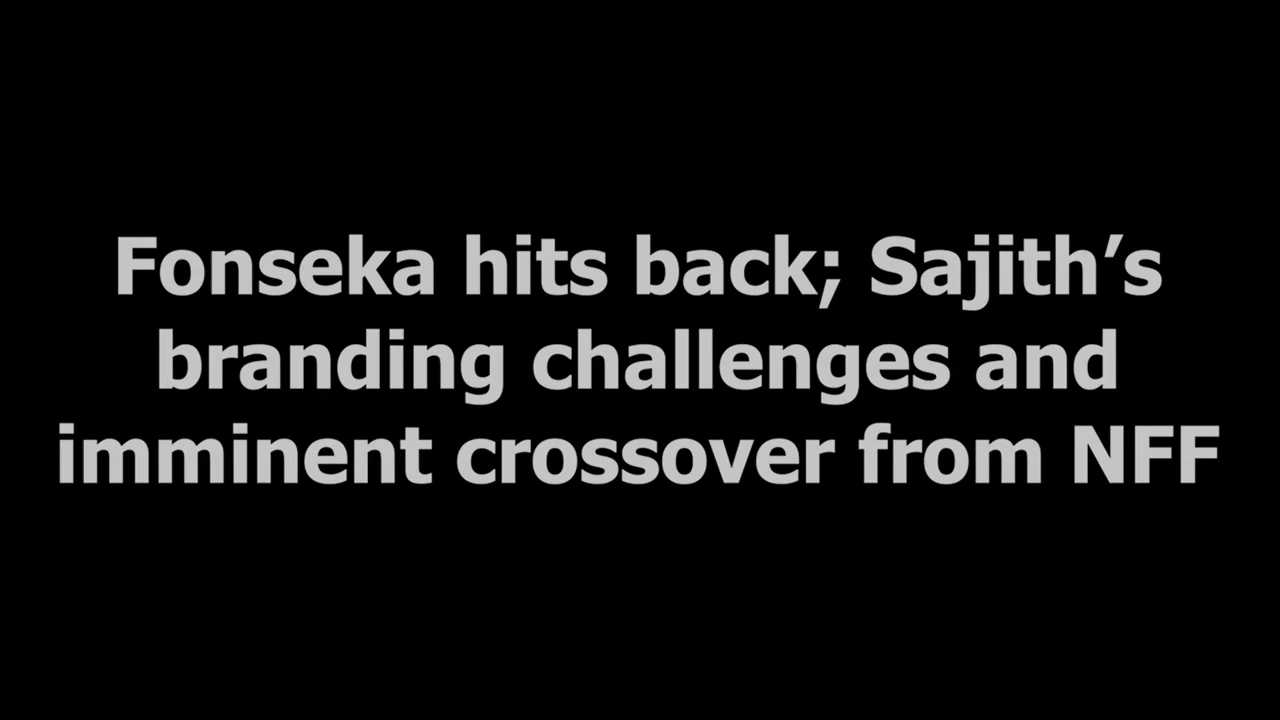 Fonseka hits back; Sajith’s
branding challenges and
imminent crossover from NFF